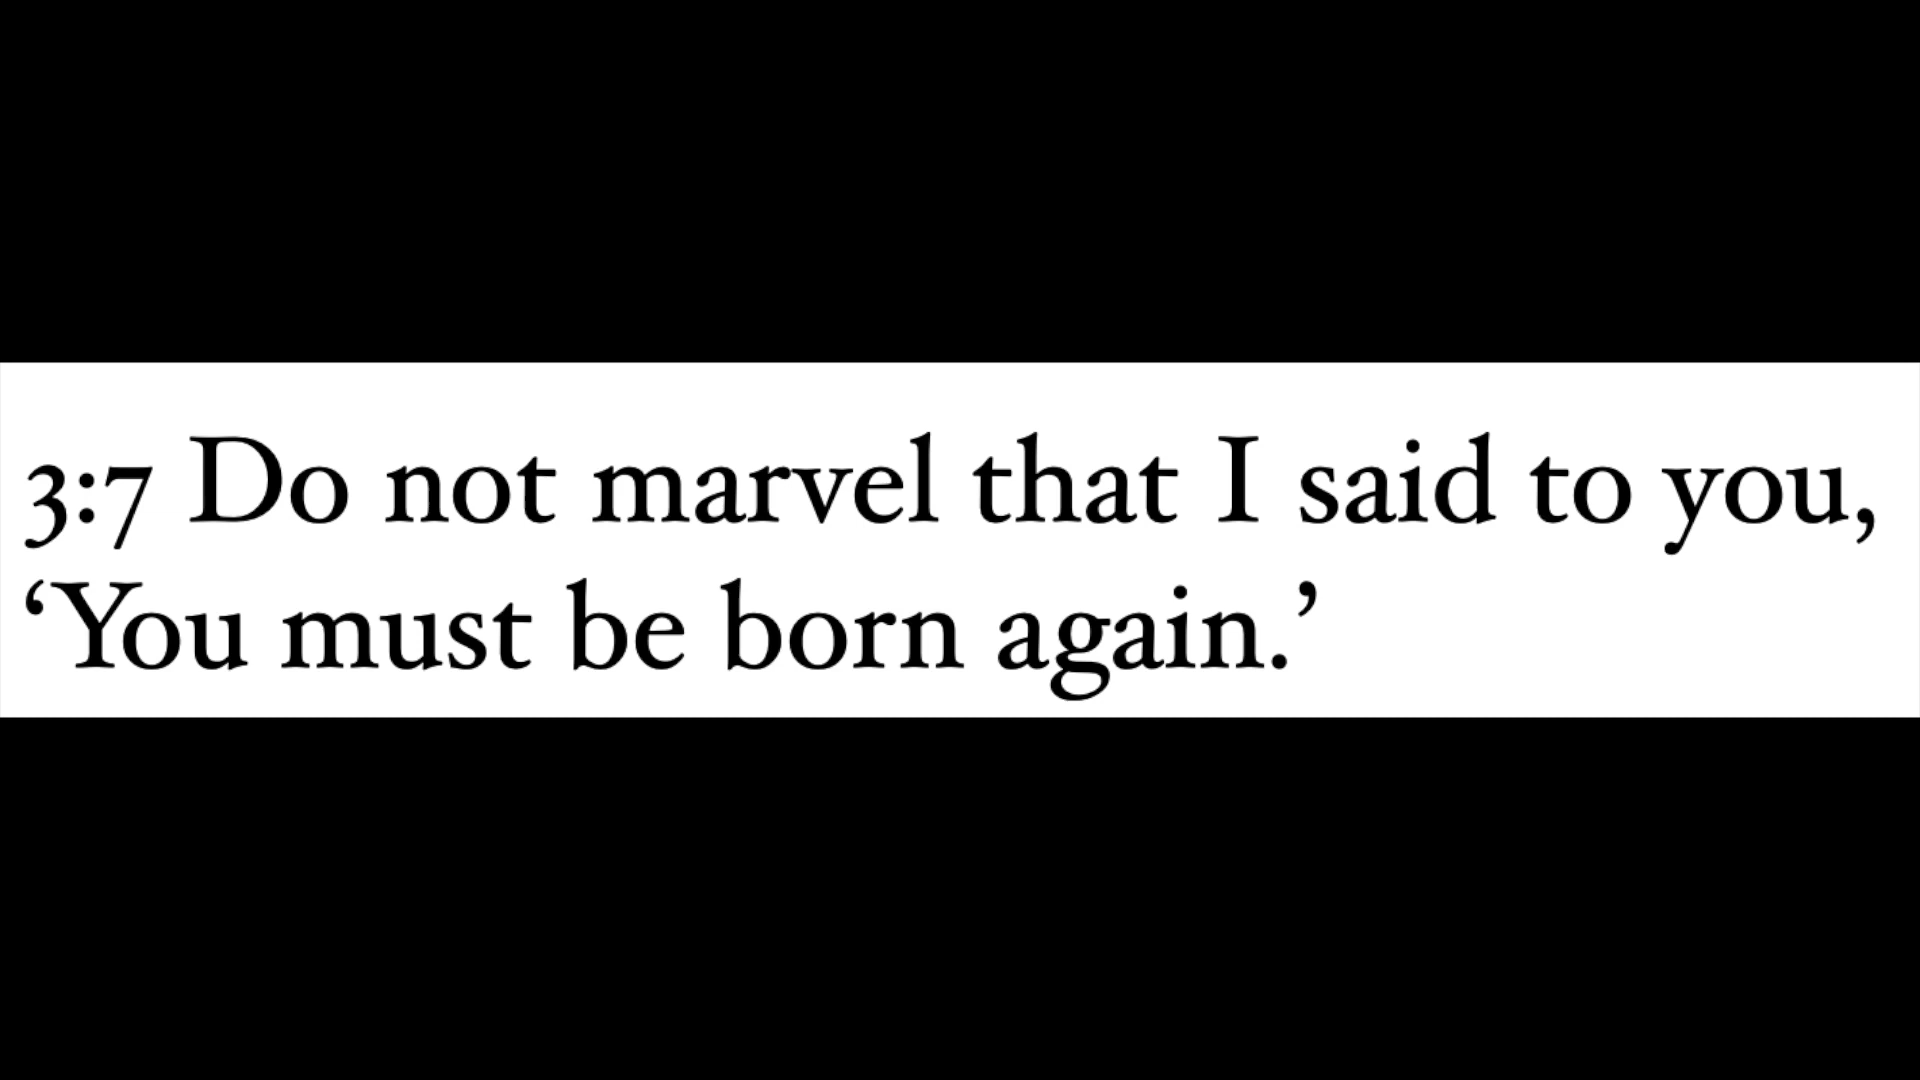 3:7 Do not marvel that I said to you,
‘You must be born again.’